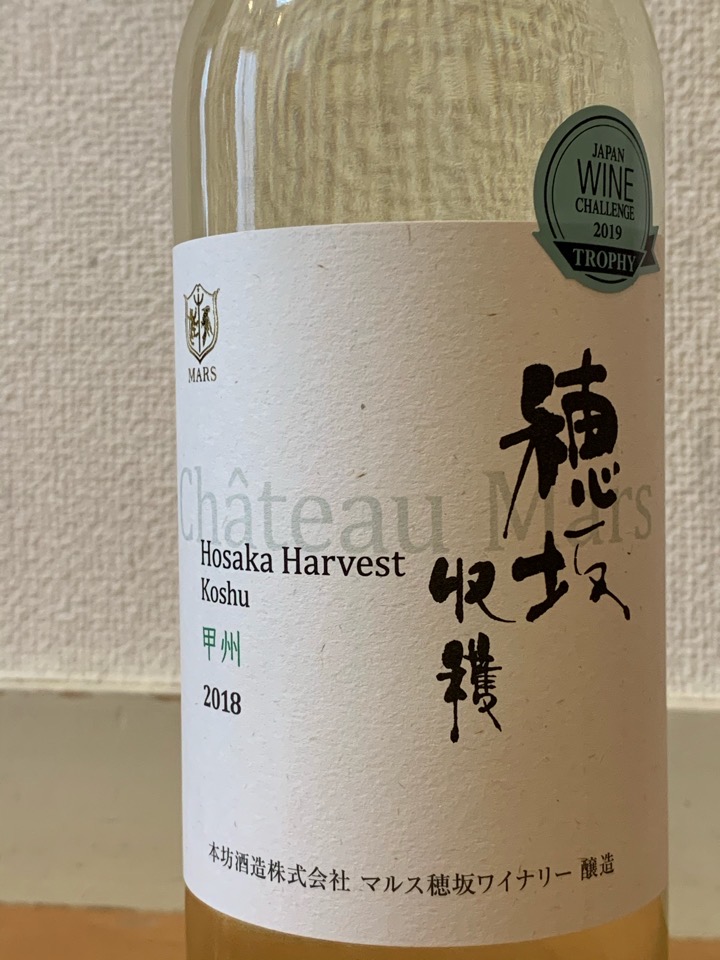 JAPAN
WINE
CHALLENGE
2019
TROPHY
MARS
Château Mars
穂坂
収穫
Hosaka Harvest
Koshu
甲州
2018
本坊酒造株式会社 マルス穂坂ワイナリー 醸造